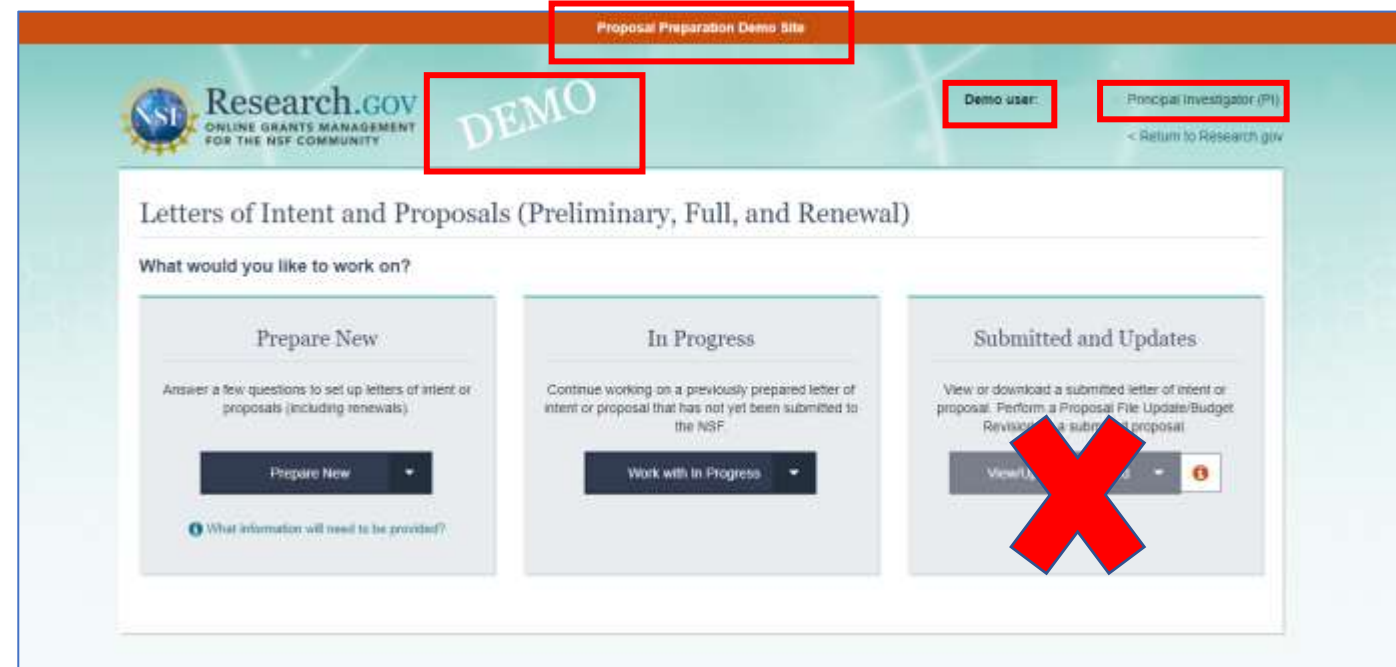 Proposal Preparation Demo Site
NSF
Research.GOV
ONLINE GRANTS MANAGEMENT
FOR THE NSF COMMUNITY
DEMO
Demo user: Principal Investigator (PI)
< Return to Research.gov
Letters of Intent and Proposals (Preliminary, Full, and Renewal)
What would you like to work on?
Prepare New
Answer a few questions to set up letters of intent or
proposals (including renewals)
Prepare New
What information will need to be provided?
In Progress
Continue working on a previously prepared letter of
intent or proposal that has not yet been submitted to
the NSF
Work with In Progress
Submitted and Updates
View or download a submitted letter of intent or
proposal. Perform a Proposal File Update/Budget
Revision a submitted proposal